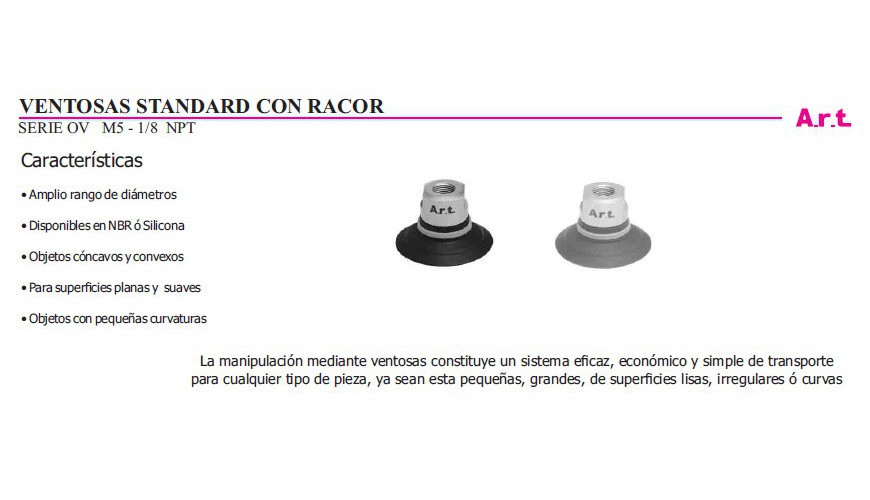 VENTOSAS STANDARD CON RACOR
A.r.t.
SERIE OV M5 - 1/8 NPT
Características
• Amplio rango de diámetros
• Disponibles en NBR ó Silicona
• Objetos cóncavos y convexos
• Para superficies planas y suaves
• Objetos con pequeñas curvaturas
A.r.t.
A.r.t.
La manipulación mediante ventosas constituye un sistema eficaz, económico y simple de transporte
para cualquier tipo de pieza, ya sean esta pequeñas, grandes, de superficies lisas, irregulares ó curvas